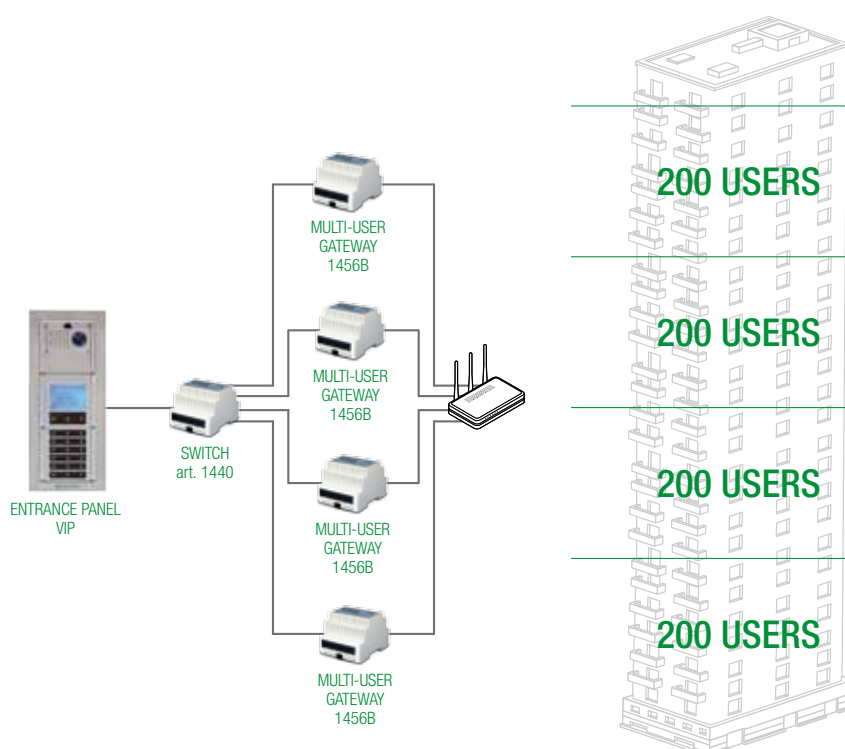 200 USERS
MULTI-USER
GATEWAY
1456B
200 USERS
MULTI-USER
GATEWAY
1456B
SWITCH
art. 1440
200 USERS
ENTRANCE PANEL
VIP
MULTI-USER
GATEWAY
1456B
200 USERS
MULTI-USER
GATEWAY
1456B